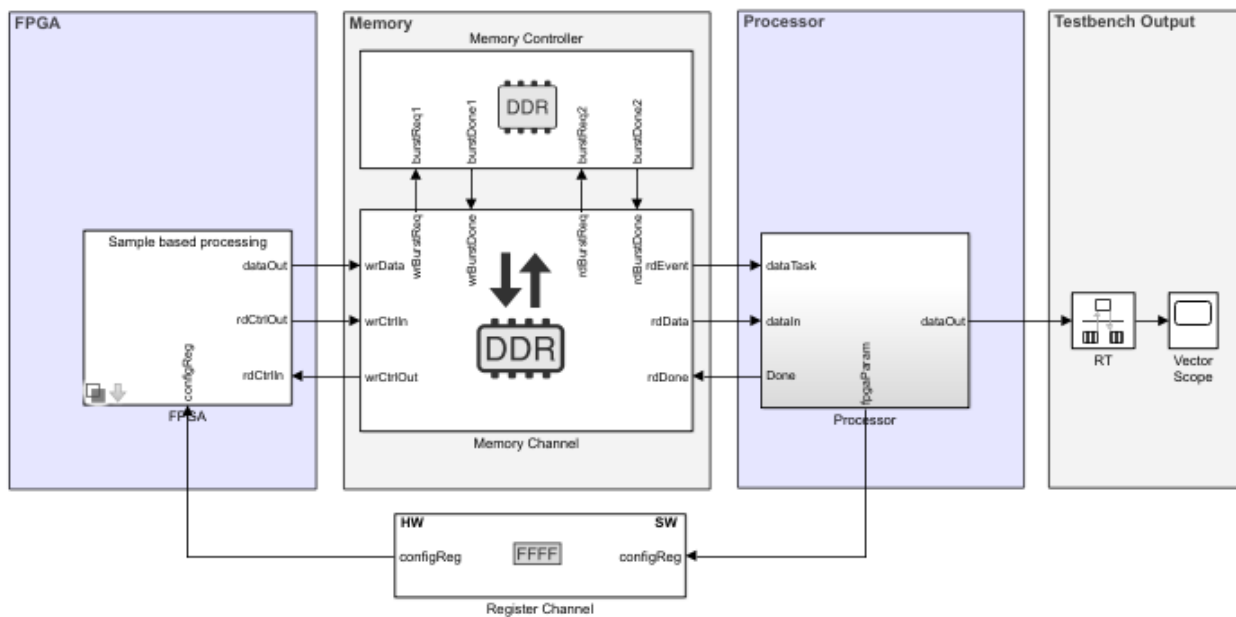 FPGA
Memory
Processor
Testbench Output
Memory Controller
DDR
burstReq1
burstDone1
burstReq2
burstDone2
Sample based processing
dataOut
rdCtrlOut
rdCtrlIn
configReg
FPGA
wrBurstReq
wrBurstDone
rdBurstReq
rdBurstDone
wrData
wrCtrlIn
wrCtrlOut
DDR
rdEvent
rdData
rdDone
Memory Channel
dataTask
dataIn
Done
fpgaParam
dataOut
Processor
RT
Vector
Scope
HW
SW
configReg
FFFF
configReg
Register Channel